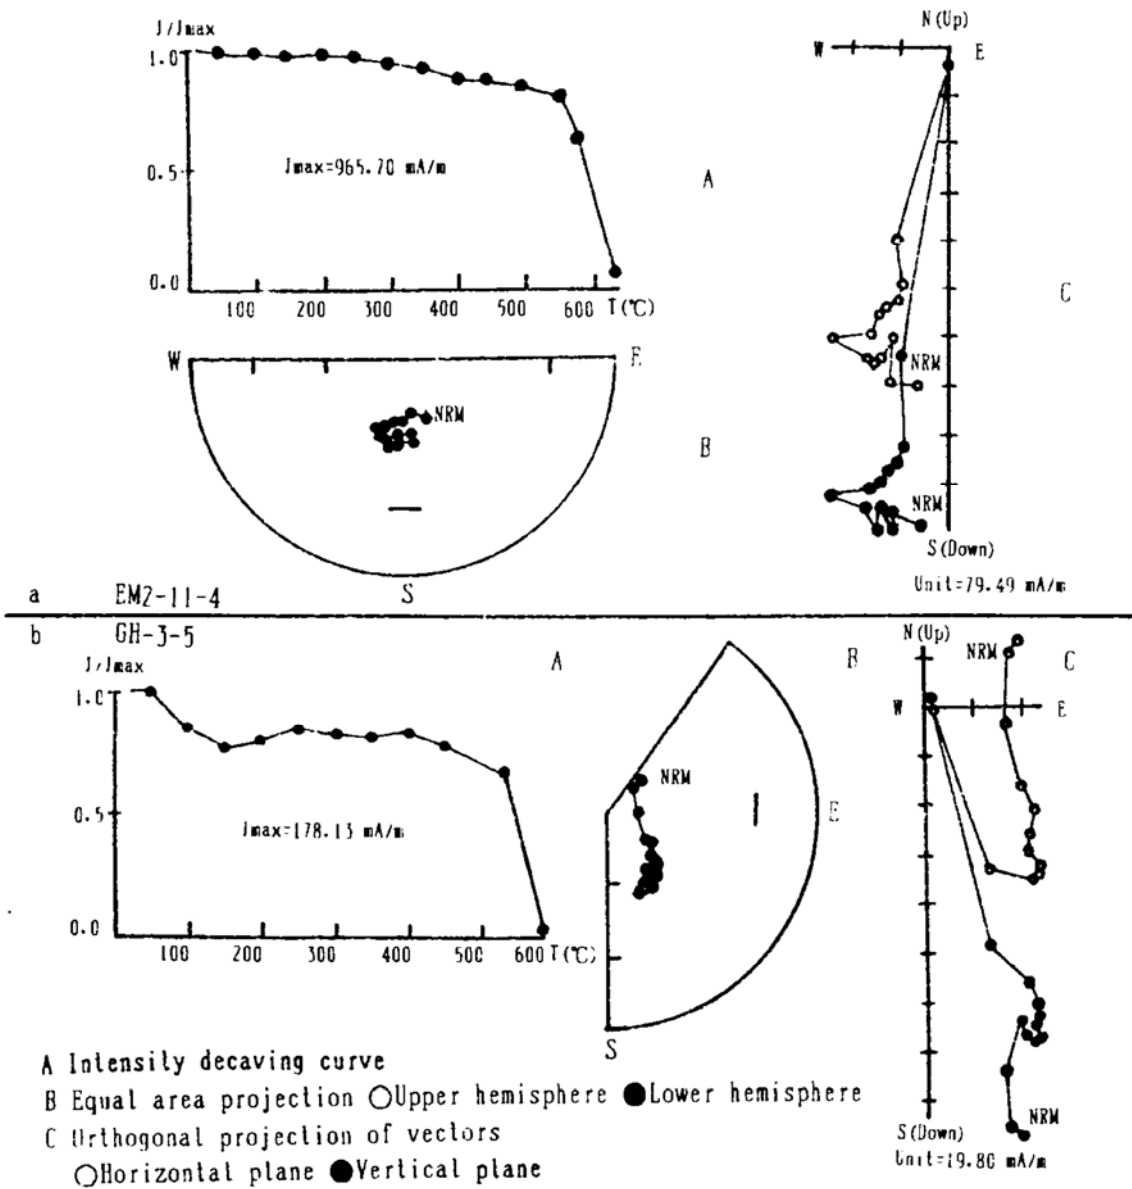 J/Jmax
1.0
0.5
0.0
Jmax=965.70 mA/m
100 200 300 400 500 600 T(℃)
A
N(Up)
W E
C
NRM
NRM
S(Down)
Unit=79.49 mA/m
W E
NRM
B
S
a EM2-11-4
b GH-3-5
J/Jmax
1.0
0.5
0.0
Jmax=178.13 mA/m
100 200 300 400 500 600 T(℃)
A
B
NRM
E
S
N(Up)
NRM
C
W E
NRM
S(Down)
Unit=19.80 mA/m
A Intensity decaving curve
B Equal area projection ○Upper hemisphere ●Lower hemisphere
C Orthogonal projection of vectors
○Horizontal plane ●Vertical plane